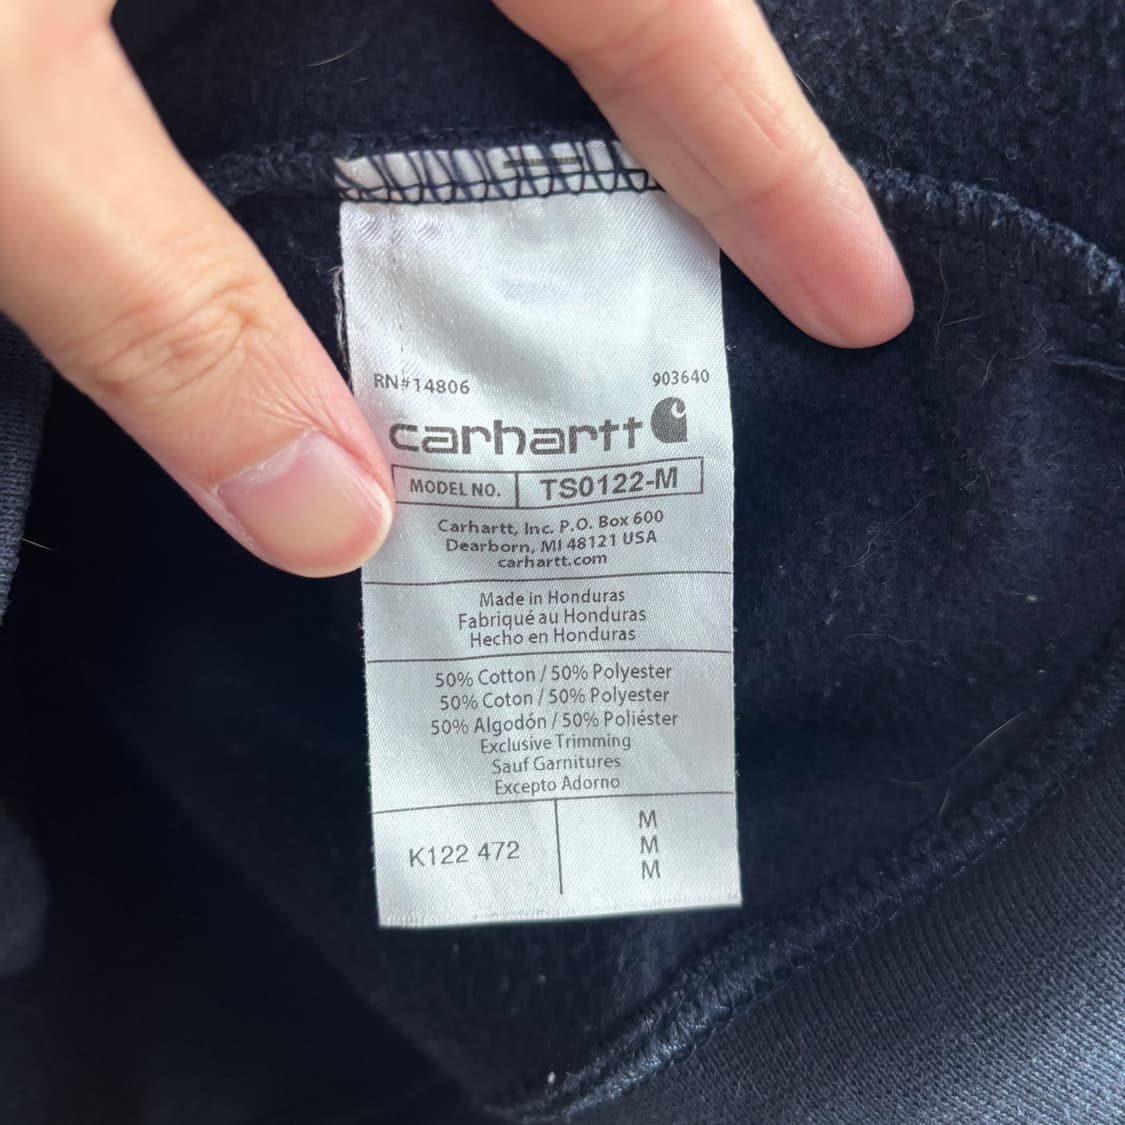 RN#14806 903640
carhartt
MODEL NO. TS0122-M
Carhartt, Inc. P.O. Box 600
Dearborn, MI 48121 USA
carhartt.com
Made in Honduras
Fabriqué au Honduras
Hecho en Honduras
50% Cotton / 50% Polyester
50% Coton / 50% Polyester
50% Algodón / 50% Poliéster
Exclusive Trimming
Sauf Garnitures
Excepto Adorno
K122 472 M
M
M